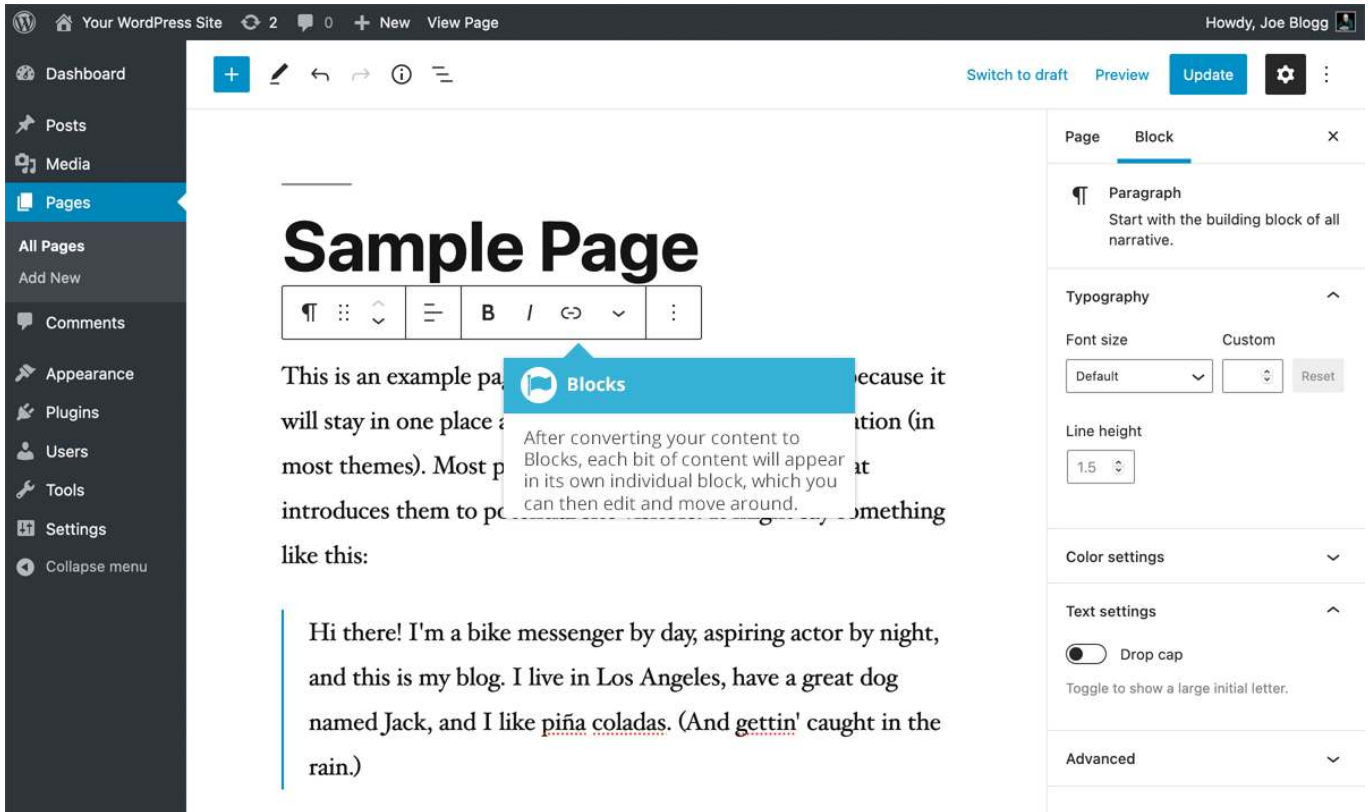 Your WordPress Site 2 0 New View Page Howdy, Joe Blogg
Dashboard
Posts
Media
Pages
All Pages
Add New
Comments
Appearance
Plugins
Users
Tools
Settings
Collapse menu
Switch to draft Preview Update
Sample Page
B I
This is an example ecause it
will stay in one place ation (in
most themes). Most at
introduces them to omething
like this:
Blocks
After converting your content to
Blocks, each bit of content will appear
in its own individual block, which you
can then edit and move around.
Hi there! I'm a bike messenger by day, aspiring actor by night,
and this is my blog. I live in Los Angeles, have a great dog
named Jack, and I like piña coladas. (And gettin' caught in the
rain.)
Page Block
Paragraph
Start with the building block of all
narrative.
Typography
Font size Custom
Default Reset
Line height
1.5
Color settings
Text settings
Drop cap
Toggle to show a large initial letter.
Advanced